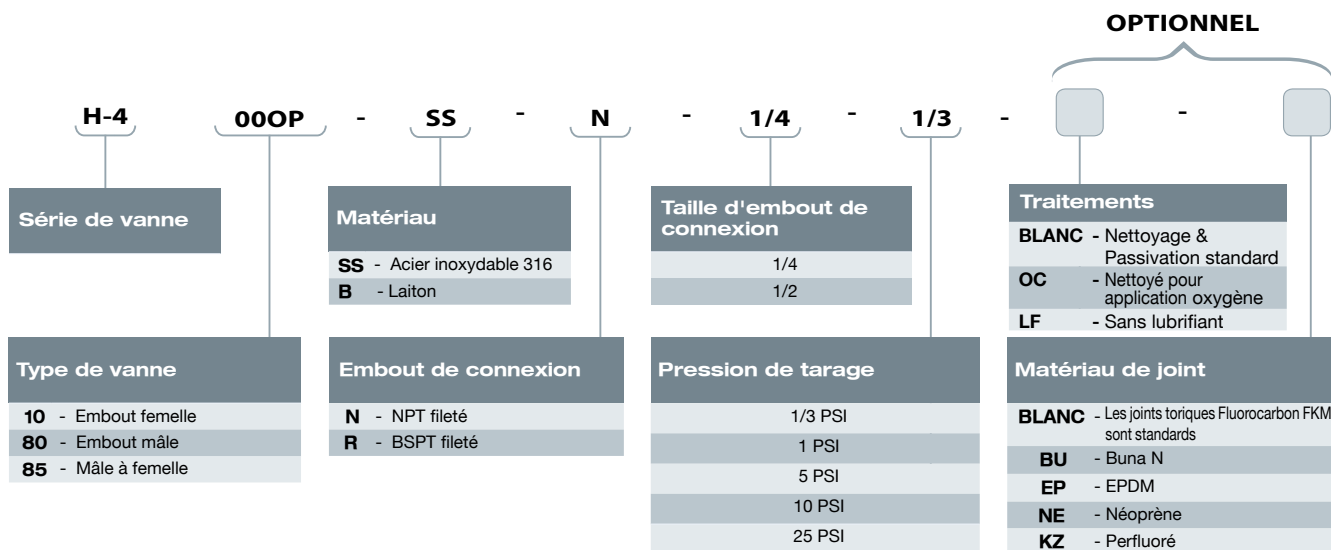 OPTIONNEL
H-4 00OP - SS - N - 1/4 - 1/3 - -
Série de vanne
Matériau
SS - Acier inoxydable 316
B - Laiton
Taille d'embout de
connexion
1/4
1/2
Traitements
BLANC - Nettoyage &
Passivation standard
OC - Nettoyé pour
application oxygène
LF - Sans lubrifiant
Type de vanne
10 - Embout femelle
80 - Embout mâle
85 - Mâle à femelle
Embout de connexion
N - NPT fileté
R - BSPT fileté
Pression de tarage
1/3 PSI
1 PSI
5 PSI
10 PSI
25 PSI
Matériau de joint
BLANC - Les joints toriques Fluorocarbon FKM
sont standards
BU - Buna N
EP - EPDM
NE - Néoprène
KZ - Perfluoré